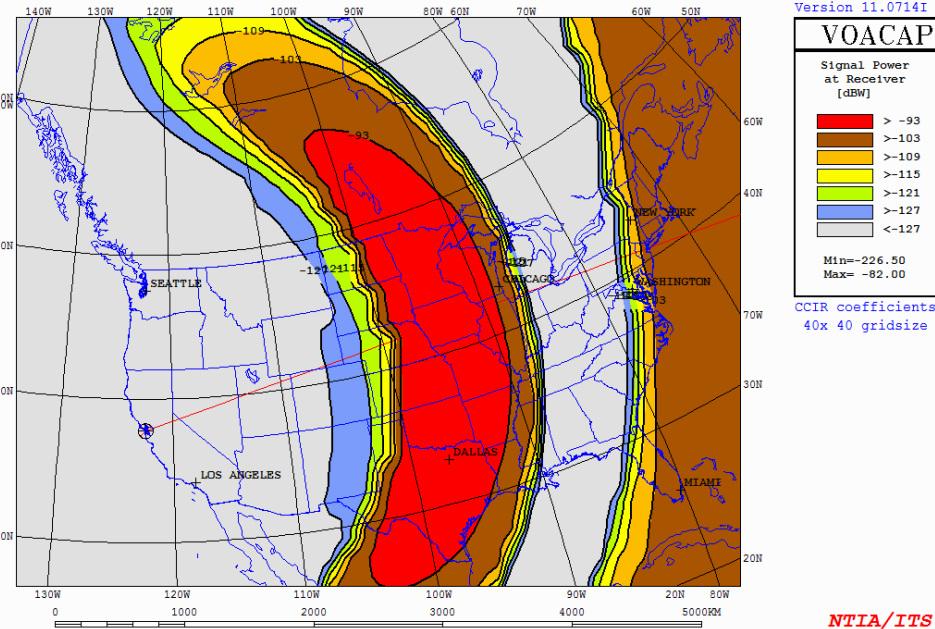 Version 11.0714I
140W 130W 120W 110W 100W 90W 80W 60N 70W 60N 50N
VOACAP
Signal Power
at Receiver
[dBW]
> -93
>-103
>-109
>-115
>-121
>-127
<-127
Min=-226.50
Max= -82.00
CCIR coefficients
40x 40 gridsize
-109
-103
-93
60W
40N
NEW YORK
SEATTLE
CHICAGO
WASHINGTON
70W
30N
DALLAS
LOS ANGELES
MIAMI
20N
130W 120W 110W 100W 90W 20N 80W
0 1000 2000 3000 4000 5000KM
NTIA/ITS